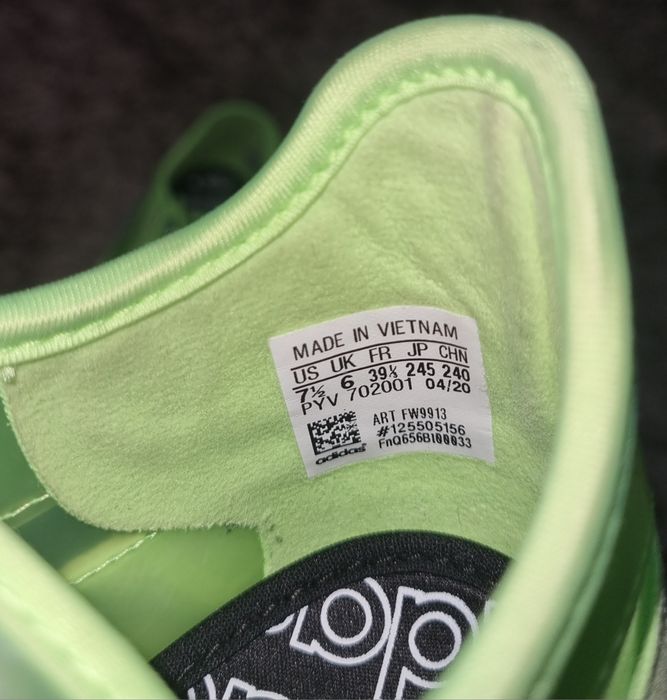 MADE IN VIETNAM
US UK FR JP CHN
7½ 6 39⅓ 245 240
PYV 702001 04/20
ART FW9913
#125505156
FnQ656B100033
adidas